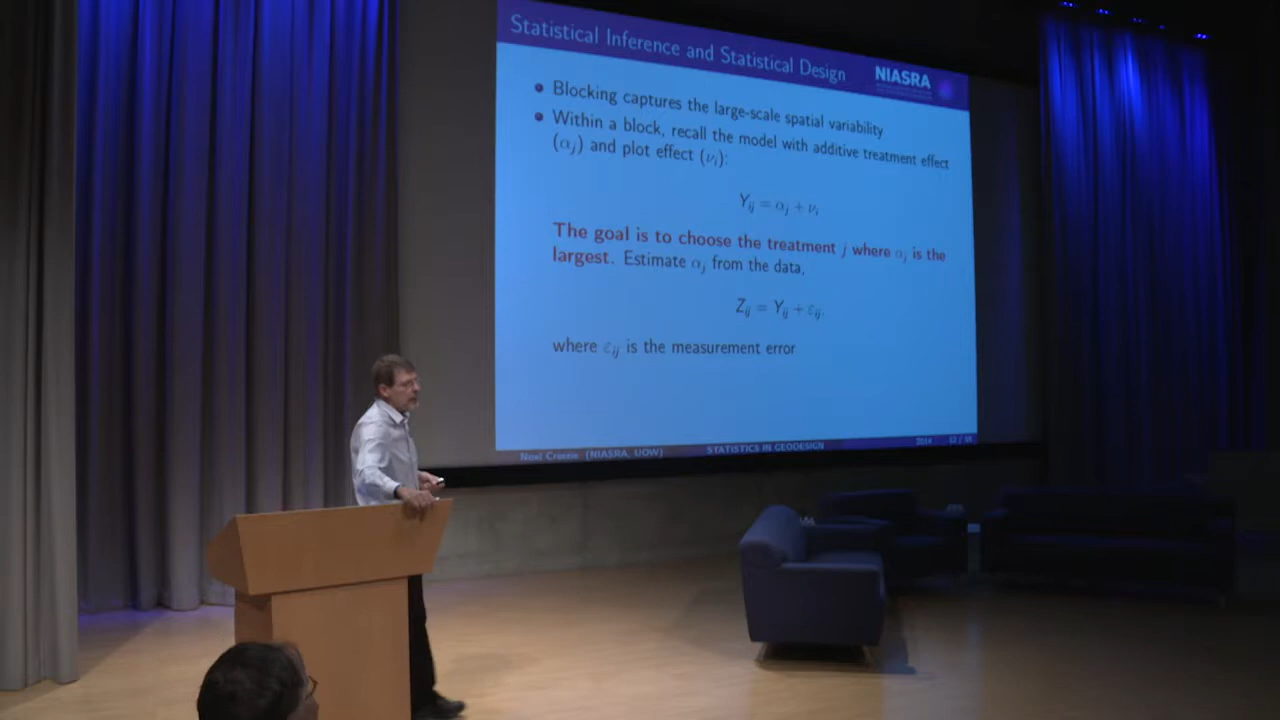 Statistical Inference and Statistical Design
NIASRA
Blocking captures the large-scale spatial variability
Within a block, recall the model with additive treatment effect
(αⱼ) and plot effect (νᵢ):
Yᵢⱼ = αⱼ + νᵢ
The goal is to choose the treatment j where αⱼ is the
largest. Estimate αⱼ from the data,
Zᵢⱼ = Yᵢⱼ + εᵢⱼ,
where εᵢⱼ is the measurement error
Noel Cressie (NIASRA, UOW) STATISTICS IN GEODESIGN 2014 12 /